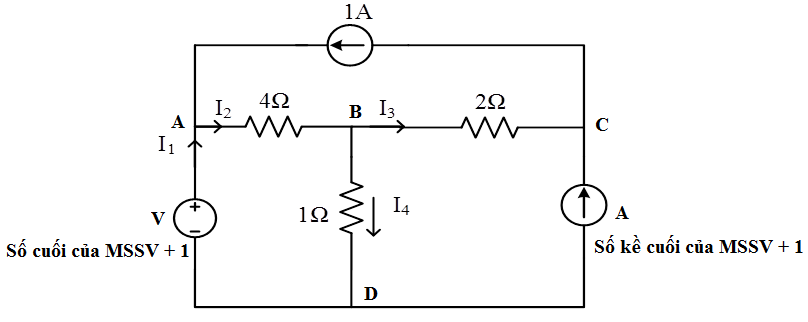 1A
A
I2
4Ω
B
I3
2Ω
C
I1
V
1Ω
I4
A
Số cuối của MSSV + 1
Số kề cuối của MSSV + 1
D